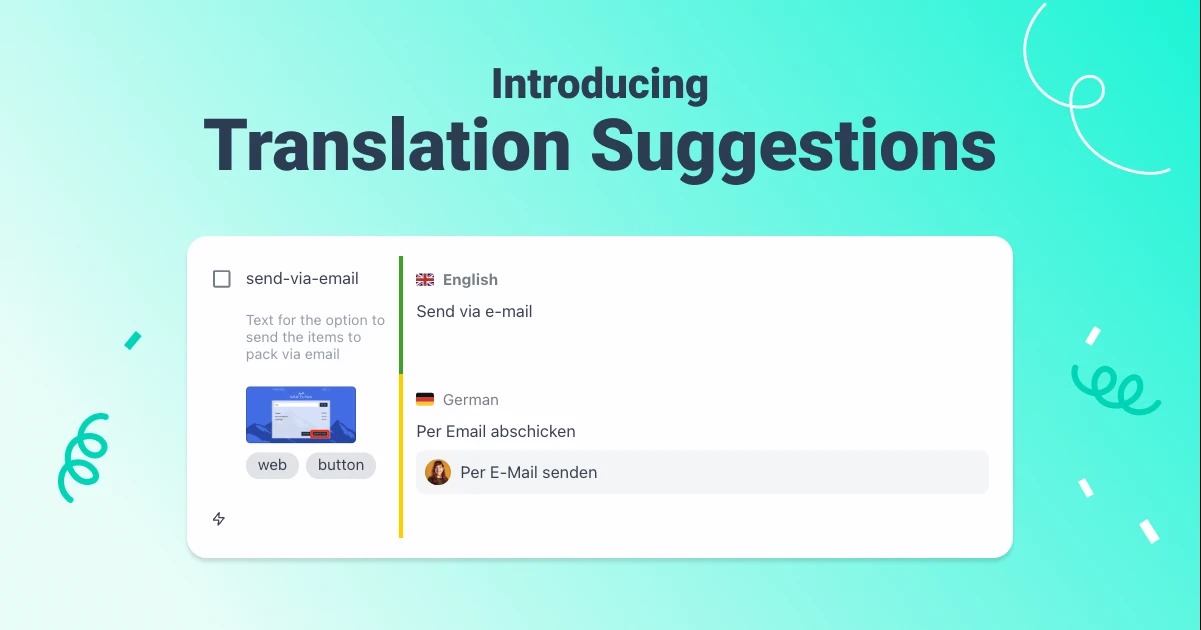 Introducing
Translation Suggestions
send-via-email
Text for the option to
send the items to
pack via email
web
button
English
Send via e-mail
German
Per Email abschicken
Per E-Mail senden